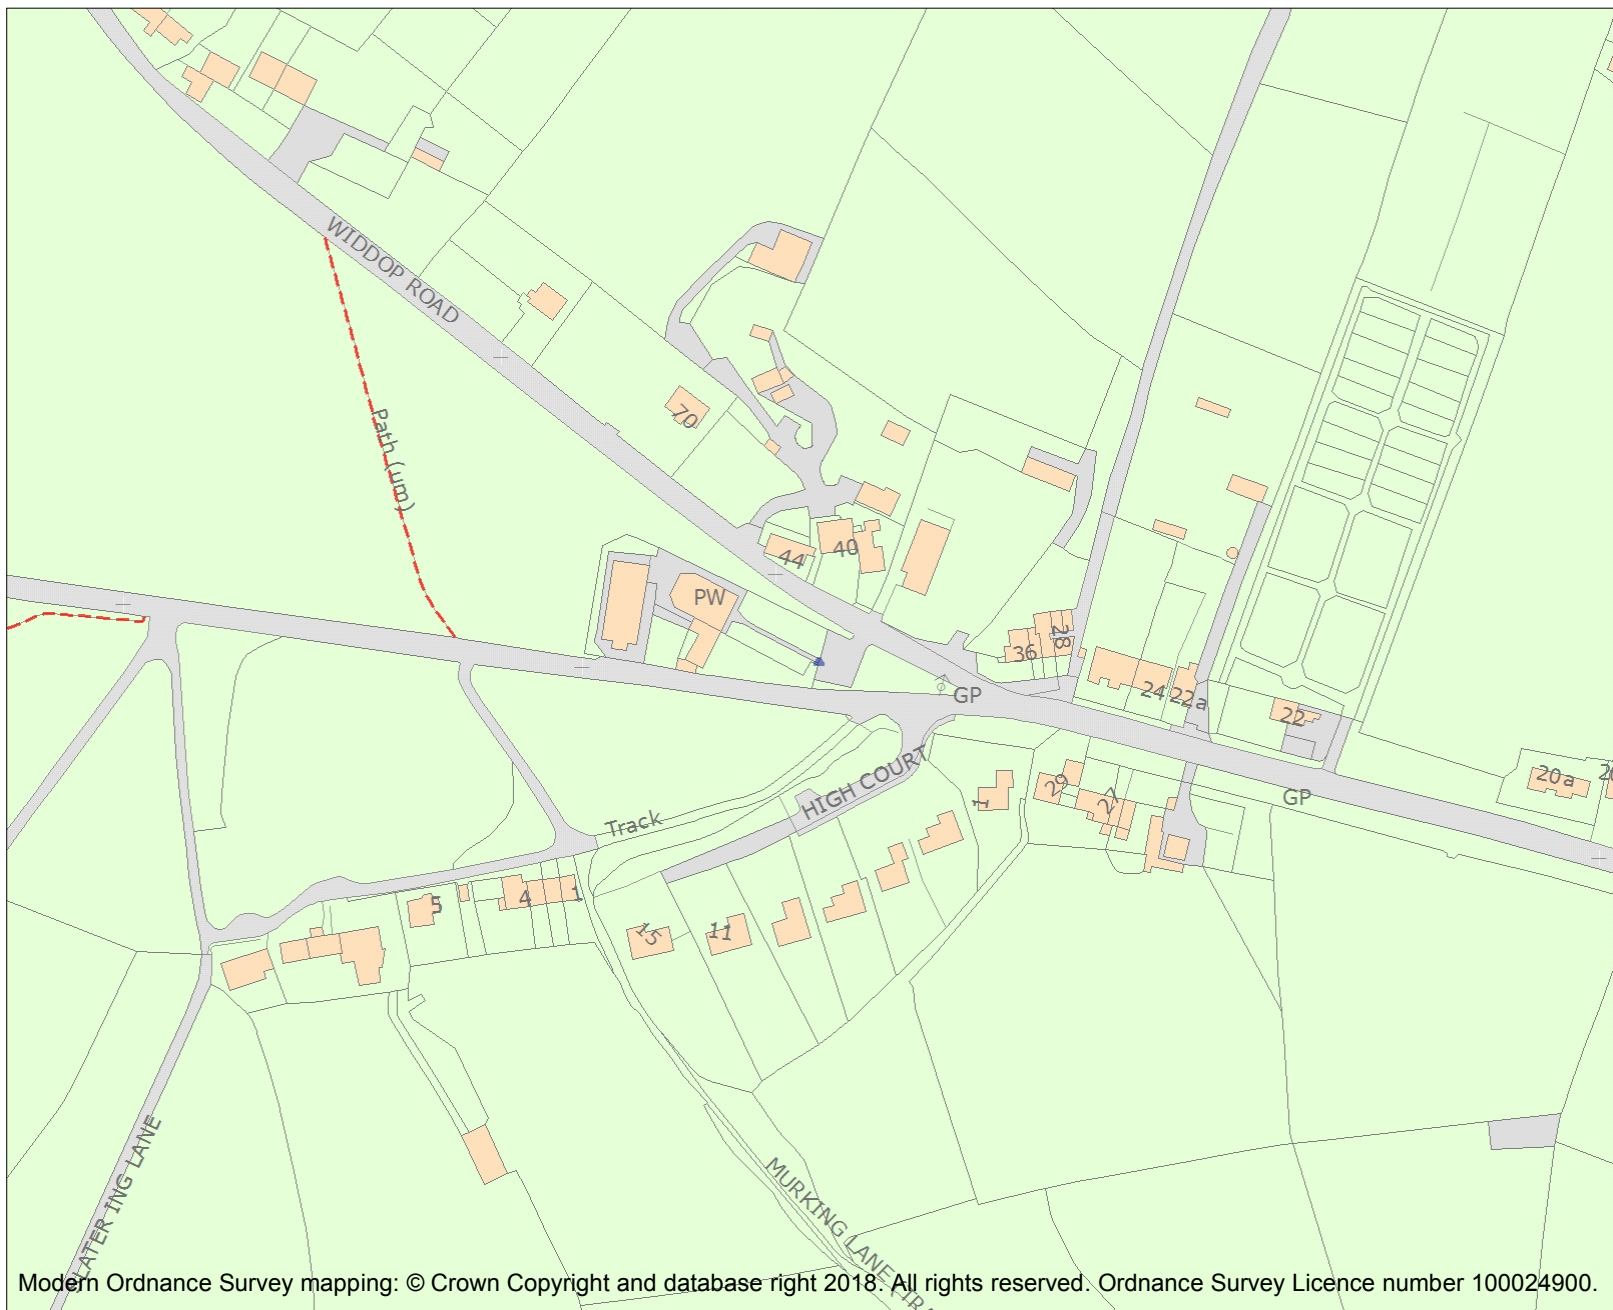 WIDDOP ROAD
Path (um)
70
44
40
PW
36
28
GP
24
22a
22
20a
GP
29
27
1
HIGH COURT
Track
5
4
1
15
11
MURKING LANE
SLATER ING LANE
Modern Ordnance Survey mapping: © Crown Copyright and database right 2018. All rights reserved. Ordnance Survey Licence number 100024900.